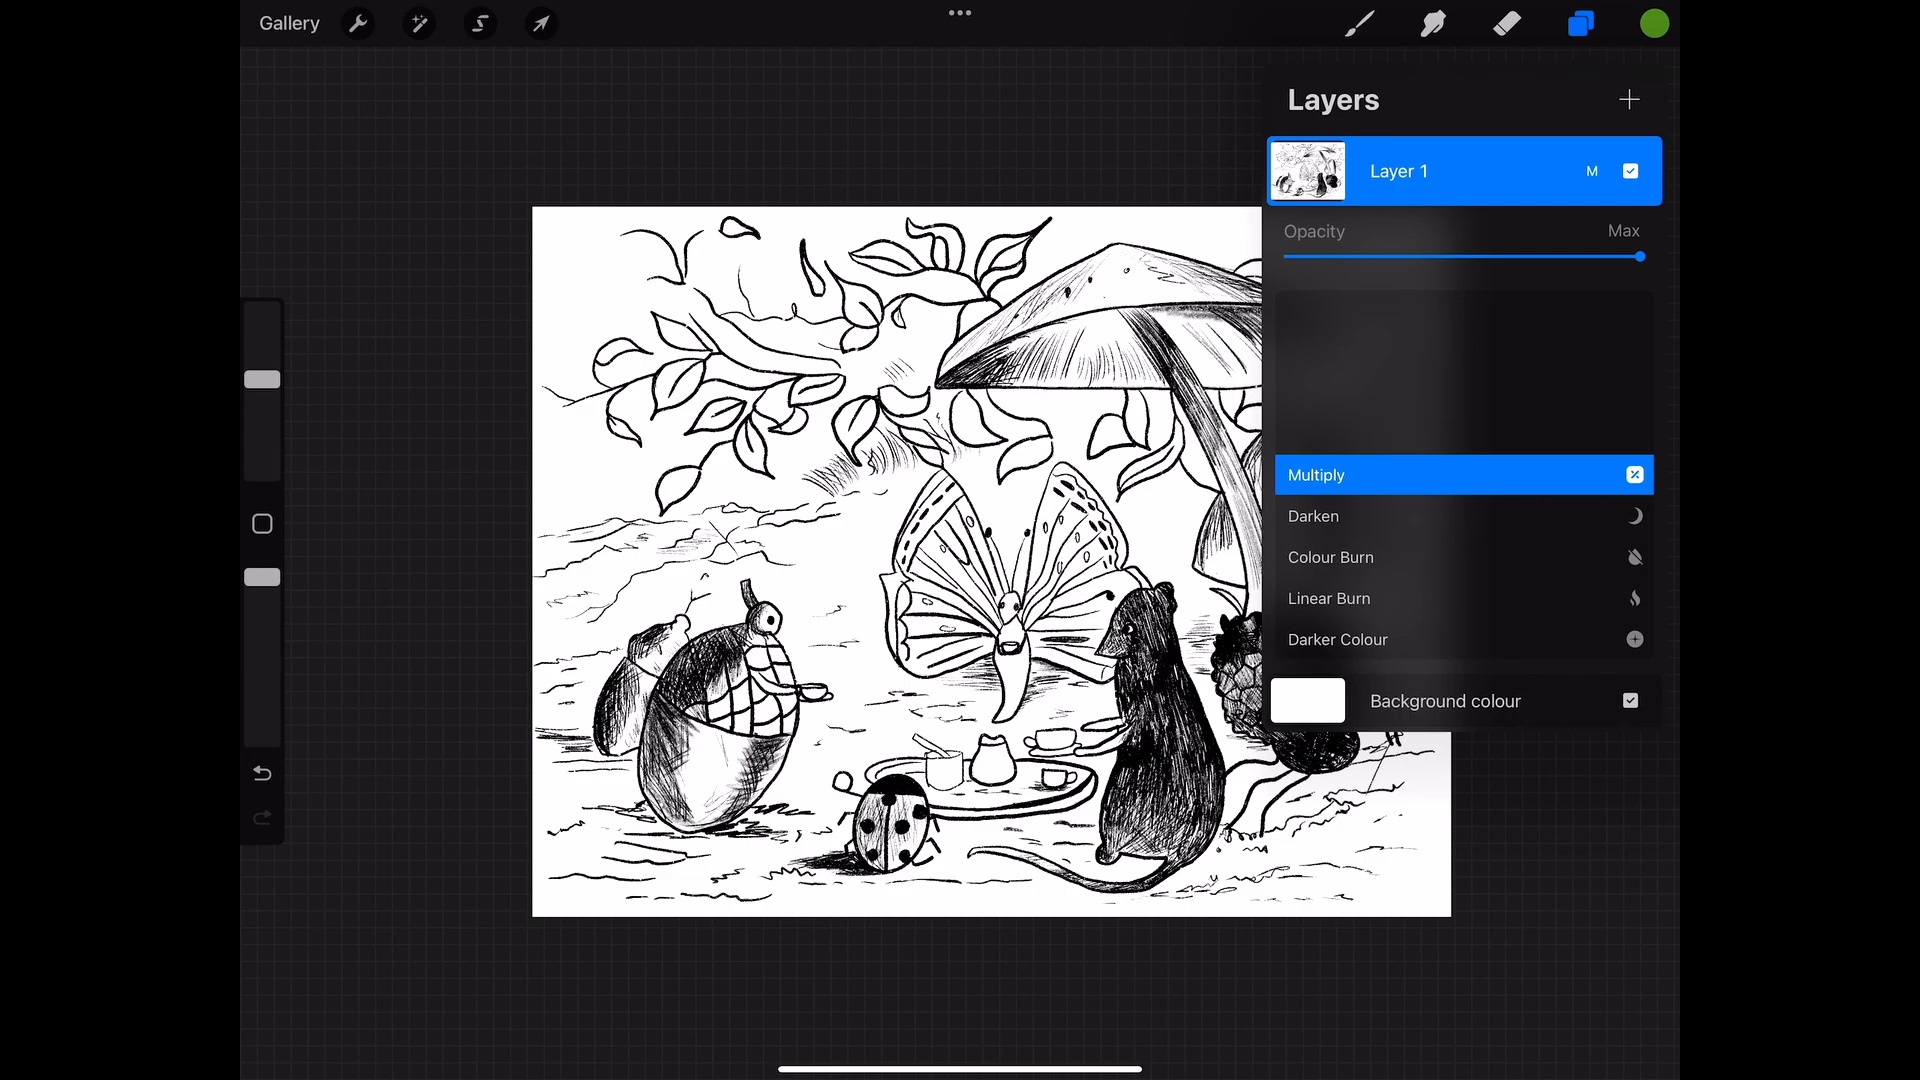 Gallery
Layers
Layer 1 M
Opacity Max
Multiply
Darken
Colour Burn
Linear Burn
Darker Colour
Background colour